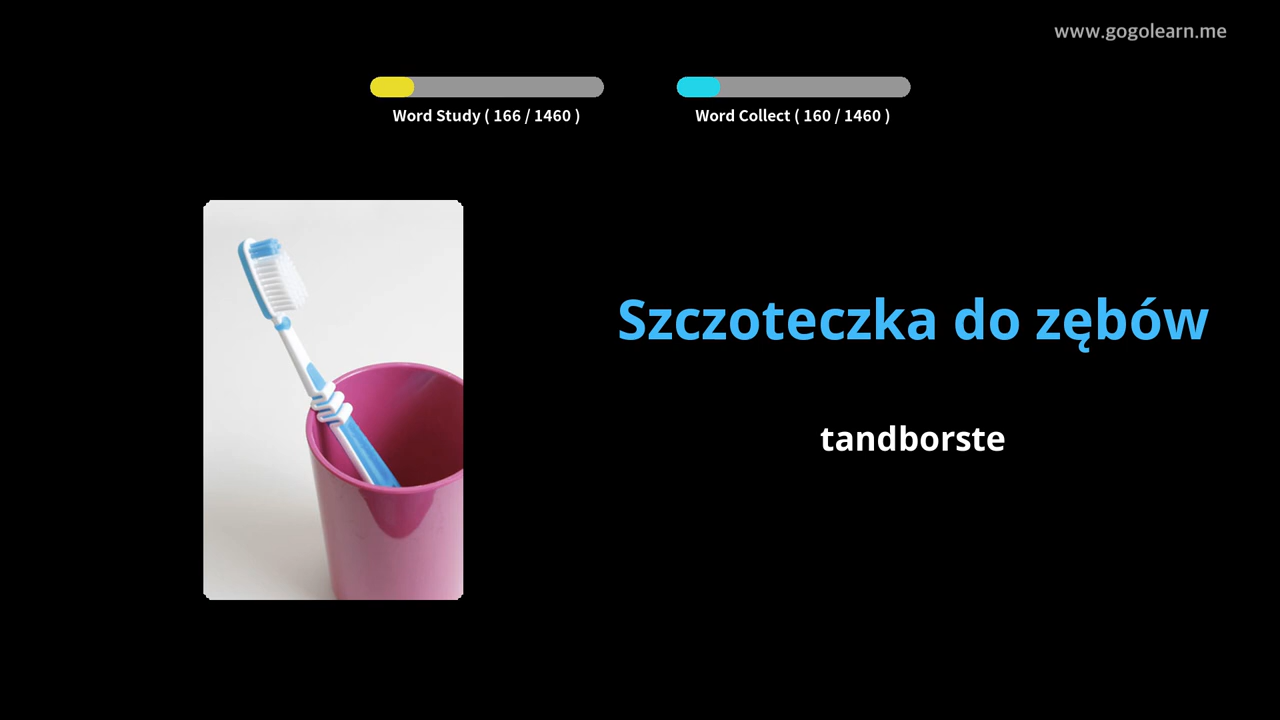 www.gogolearn.me
Word Study ( 166 / 1460 )
Word Collect ( 160 / 1460 )
Szczoteczka do zębów
tandborste